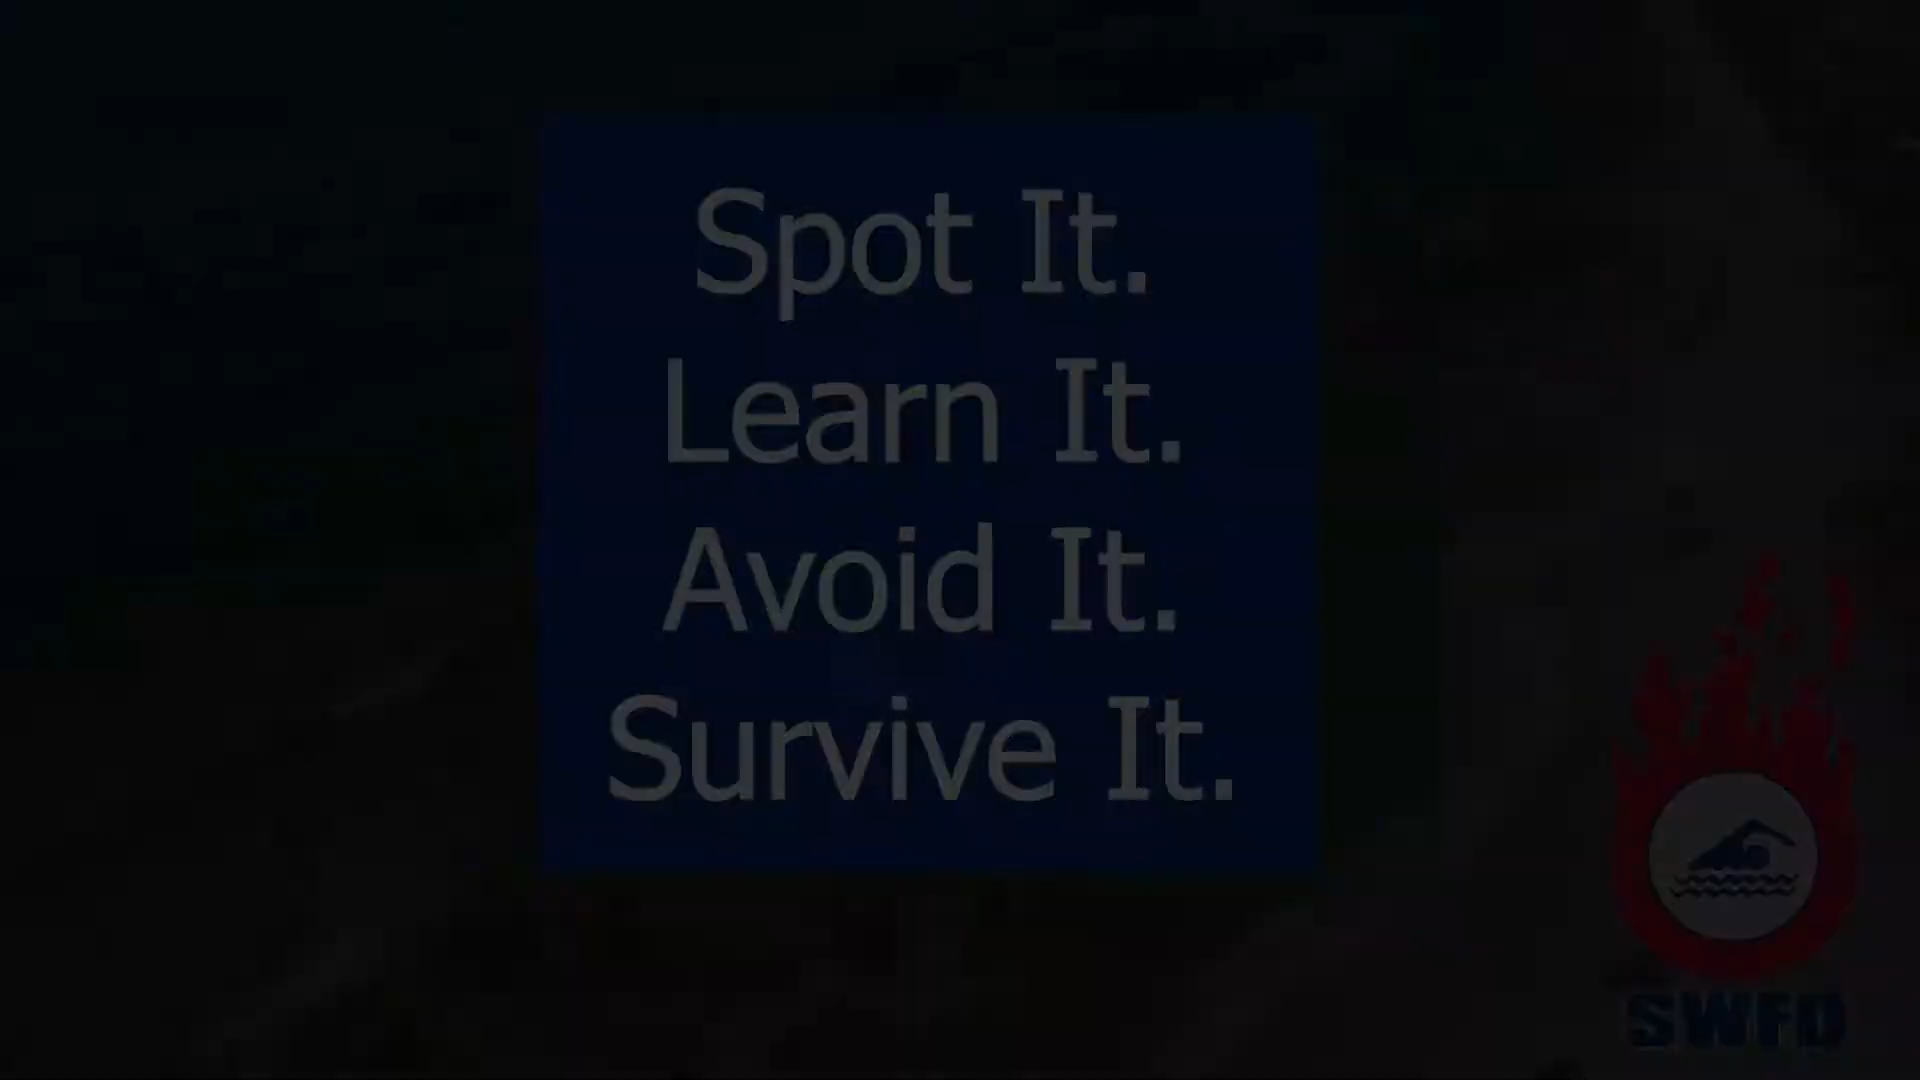 Spot It.
Learn It.
Avoid It.
Survive It.
SWFD